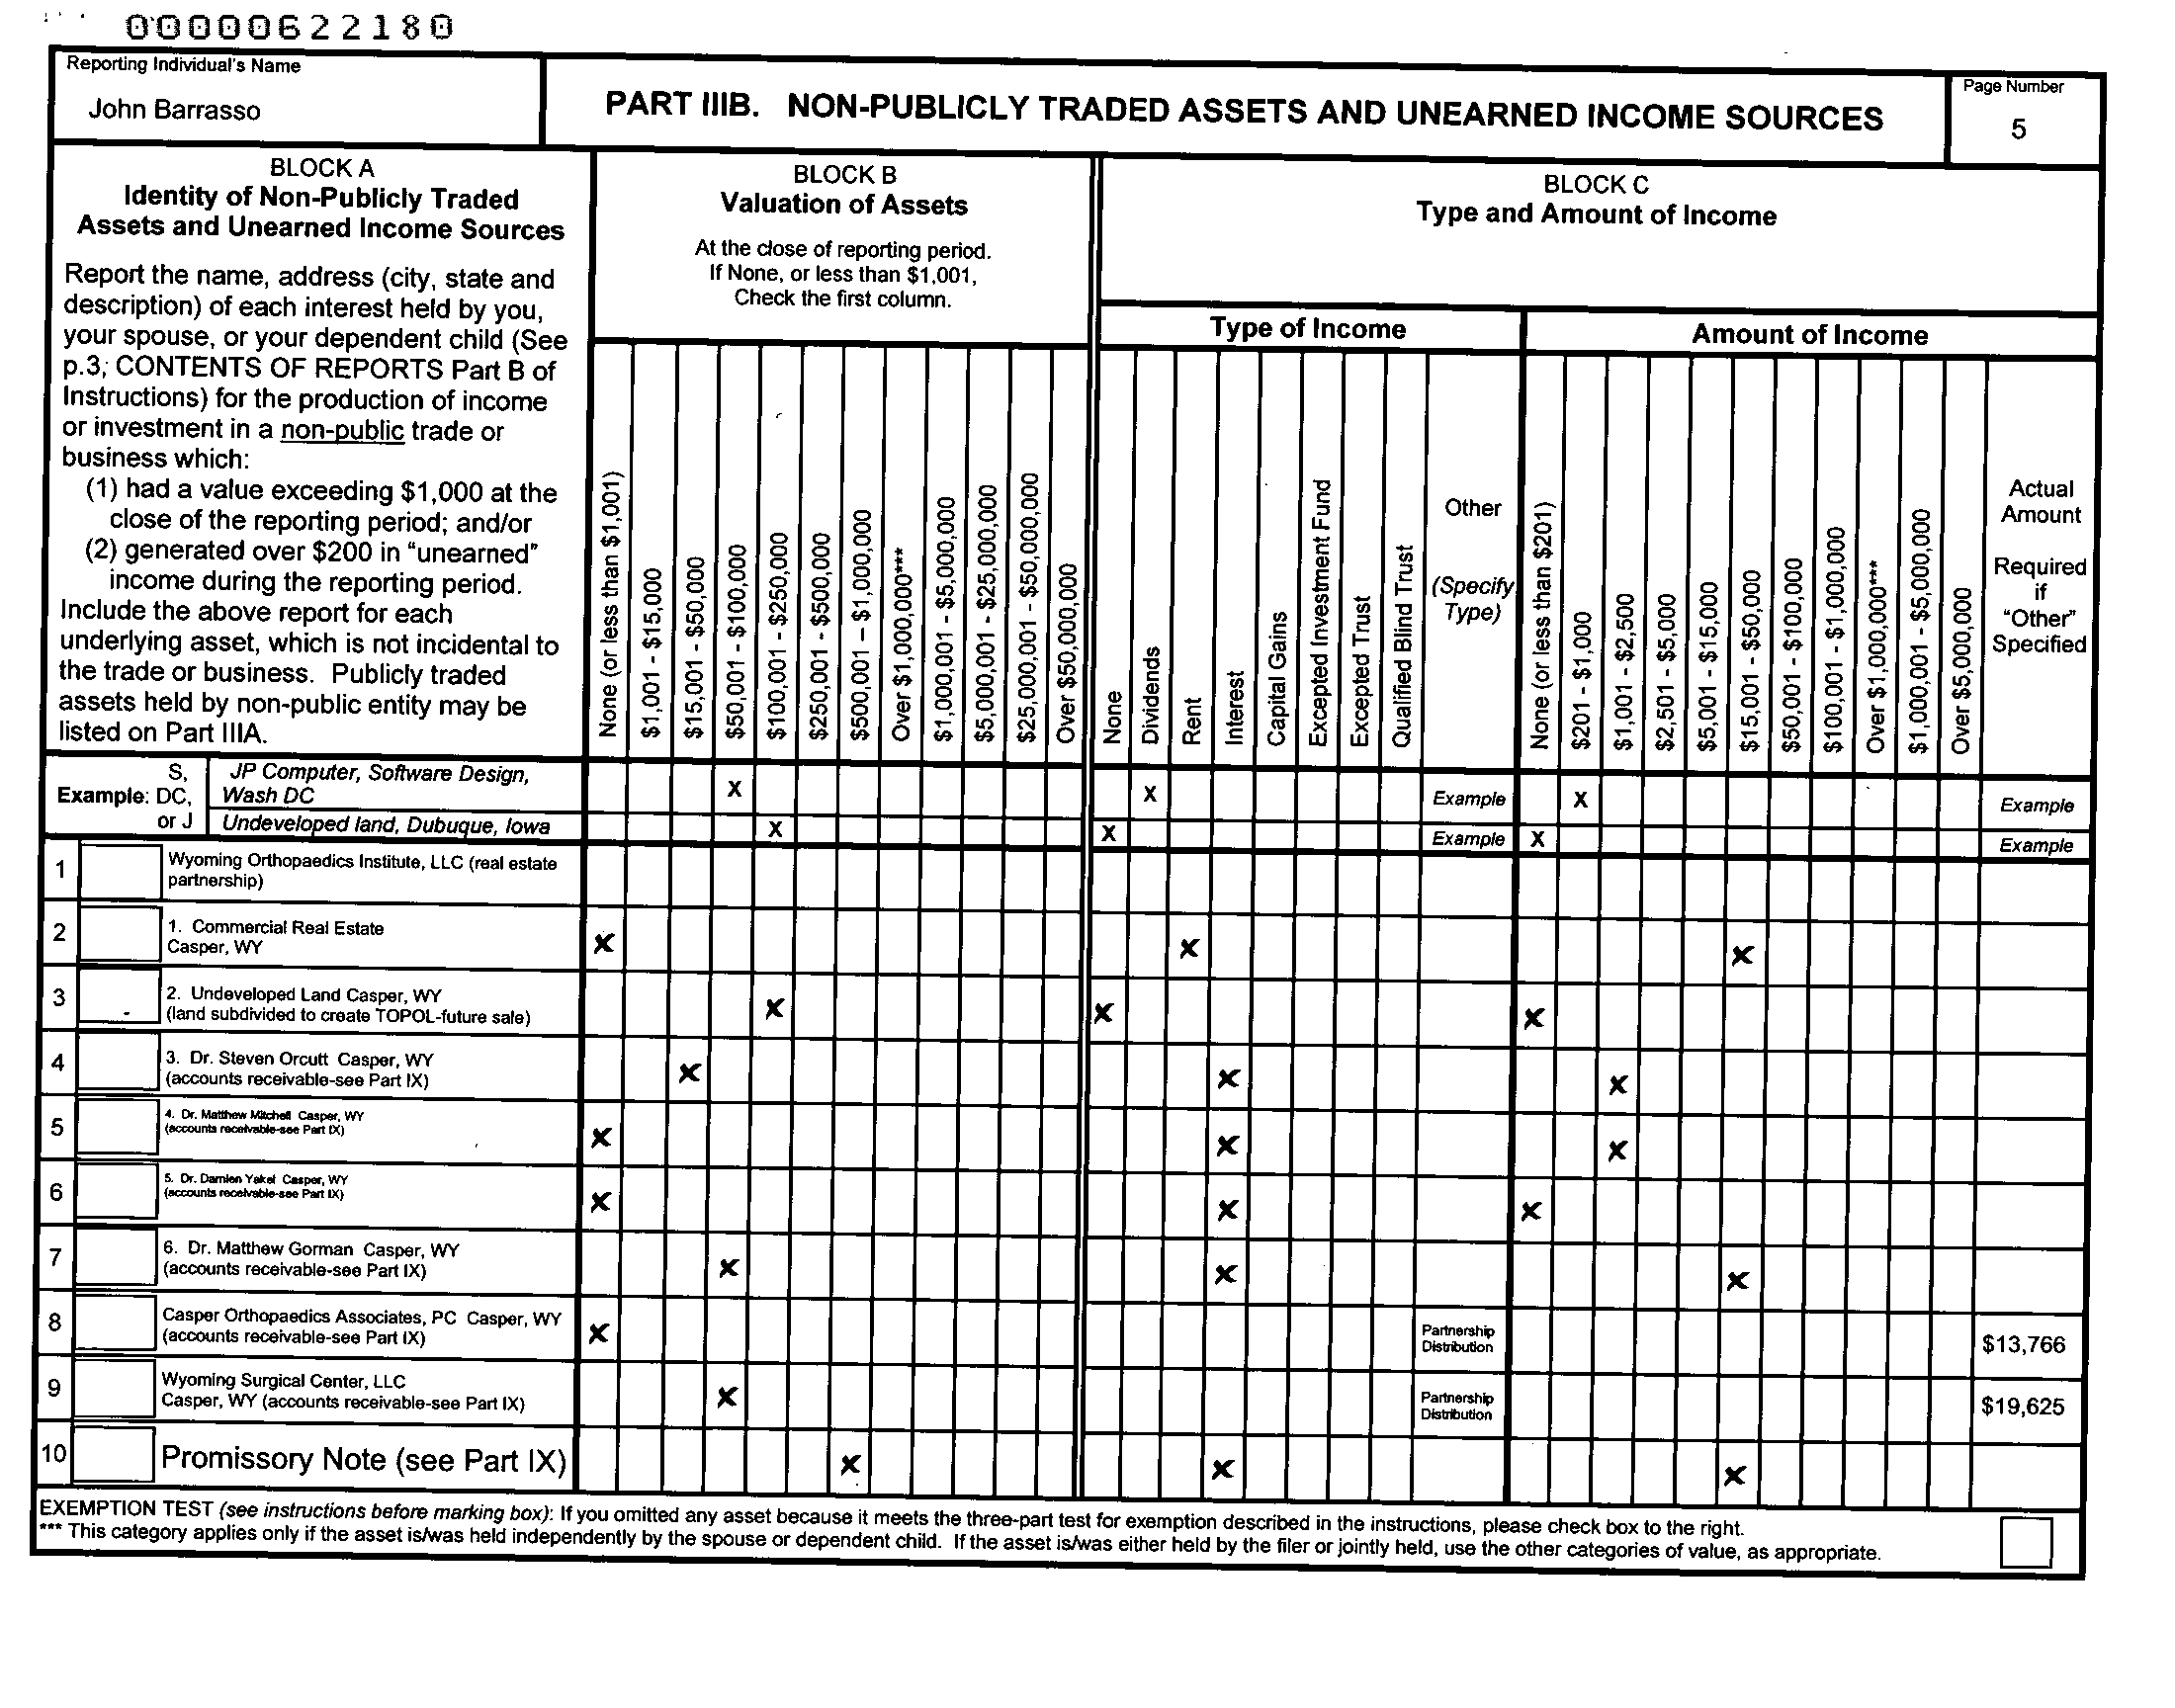 00000622180
Reporting Individual's Name
John Barrasso
PART IIIB. NON-PUBLICLY TRADED ASSETS AND UNEARNED INCOME SOURCES
Page Number
5
BLOCK A
Identity of Non-Publicly Traded
Assets and Unearned Income Sources
Report the name, address (city, state and
description) of each interest held by you,
your spouse, or your dependent child (See
p.3, CONTENTS OF REPORTS Part B of
Instructions) for the production of income
or investment in a non-public trade or
business which:
(1) had a value exceeding $1,000 at the
close of the reporting period; and/or
(2) generated over $200 in "unearned"
income during the reporting period.
Include the above report for each
underlying asset, which is not incidental to
the trade or business. Publicly traded
assets held by non-public entity may be
listed on Part IIIA.
BLOCK B
Valuation of Assets
At the close of reporting period.
If None, or less than $1,001,
Check the first column.
None (or less than $1,001)
$1,001 - $15,000
$15,001 - $50,000
$50,001 - $100,000
$100,001 - $250,000
$250,001 - $500,000
$500,001 – $1,000,000
Over $1,000,000***
$1,000,001 - $5,000,000
$5,000,001 - $25,000,000
$25,000,001 - $50,000,000
Over $50,000,000
BLOCK C
Type and Amount of Income
Type of Income
None
Dividends
Rent
Interest
Capital Gains
Excepted Investment Fund
Excepted Trust
Qualified Blind Trust
Other
(Specify
Type)
Amount of Income
None (or less than $201)
$201 - $1,000
$1,001 - $2,500
$2,501 - $5,000
$5,001 - $15,000
$15,001 - $50,000
$50,001 - $100,000
$100,001 - $1,000,000
Over $1,000,000***
$1,000,001 - $5,000,000
Over $5,000,000
Actual
Amount
Required
if
"Other"
Specified
Example:
S,
DC,
or J
JP Computer, Software Design,
Wash DC
X X Example X Example
Undeveloped land, Dubuque, Iowa X X Example X Example
1 Wyoming Orthopaedics Institute, LLC (real estate
partnership)
2 1. Commercial Real Estate
Casper, WY
X X X
3 2. Undeveloped Land Casper, WY
(land subdivided to create TOPOL-future sale)
X X X
4 3. Dr. Steven Orcutt Casper, WY
(accounts receivable-see Part IX)
X X X
5 4. Dr. Matthew Mitchell Casper, WY
(accounts receivable-see Part IX)
X X X
6 5. Dr. Damien Yakel Casper, WY
(accounts receivable-see Part IX)
X X X
7 6. Dr. Matthew Gorman Casper, WY
(accounts receivable-see Part IX)
X X X
8 Casper Orthopaedics Associates, PC Casper, WY
(accounts receivable-see Part IX)
X Partnership
Distribution
$13,766
9 Wyoming Surgical Center, LLC
Casper, WY (accounts receivable-see Part IX)
X Partnership
Distribution
$19,625
10 Promissory Note (see Part IX) X X X
EXEMPTION TEST (see instructions before marking box): If you omitted any asset because it meets the three-part test for exemption described in the instructions, please check box to the right.
*** This category applies only if the asset is/was held independently by the spouse or dependent child. If the asset is/was either held by the filer or jointly held, use the other categories of value, as appropriate.